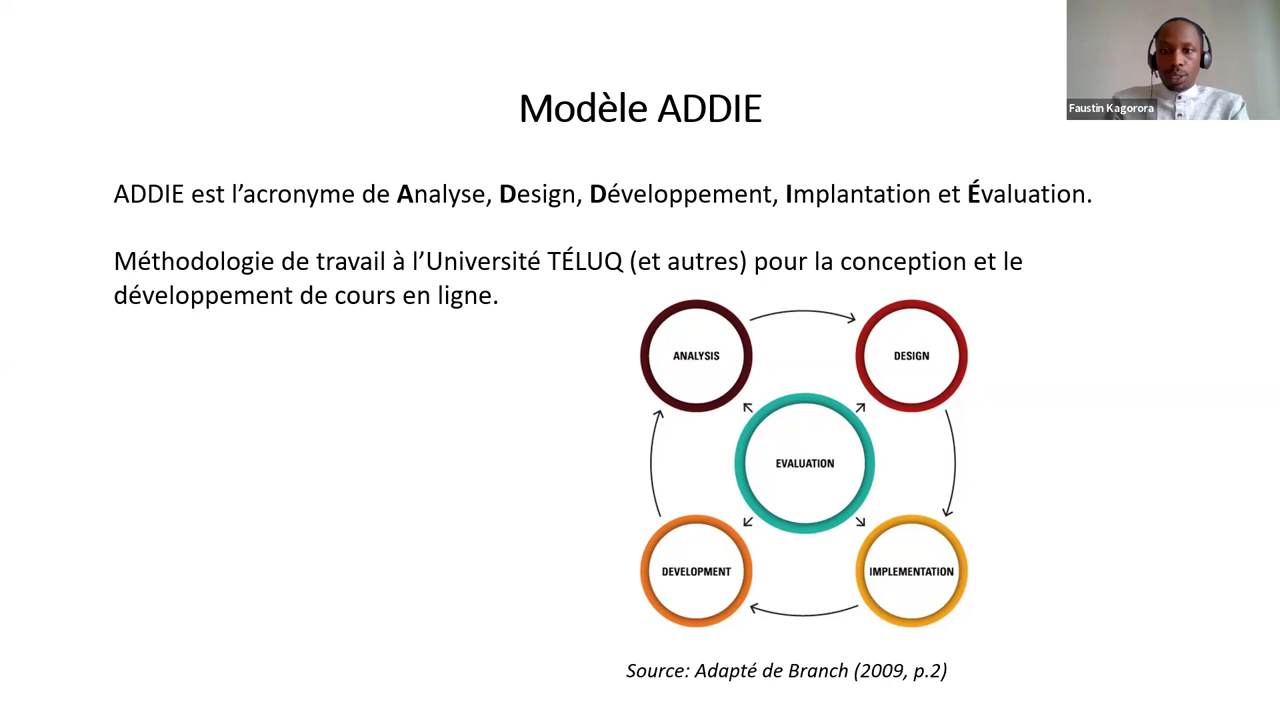 Faustin Kagorora
Modèle ADDIE
ADDIE est l’acronyme de Analyse, Design, Développement, Implantation et Évaluation.
Méthodologie de travail à l’Université TÉLUQ (et autres) pour la conception et le
développement de cours en ligne.
ANALYSIS
DESIGN
EVALUATION
DEVELOPMENT
IMPLEMENTATION
Source: Adapté de Branch (2009, p.2)